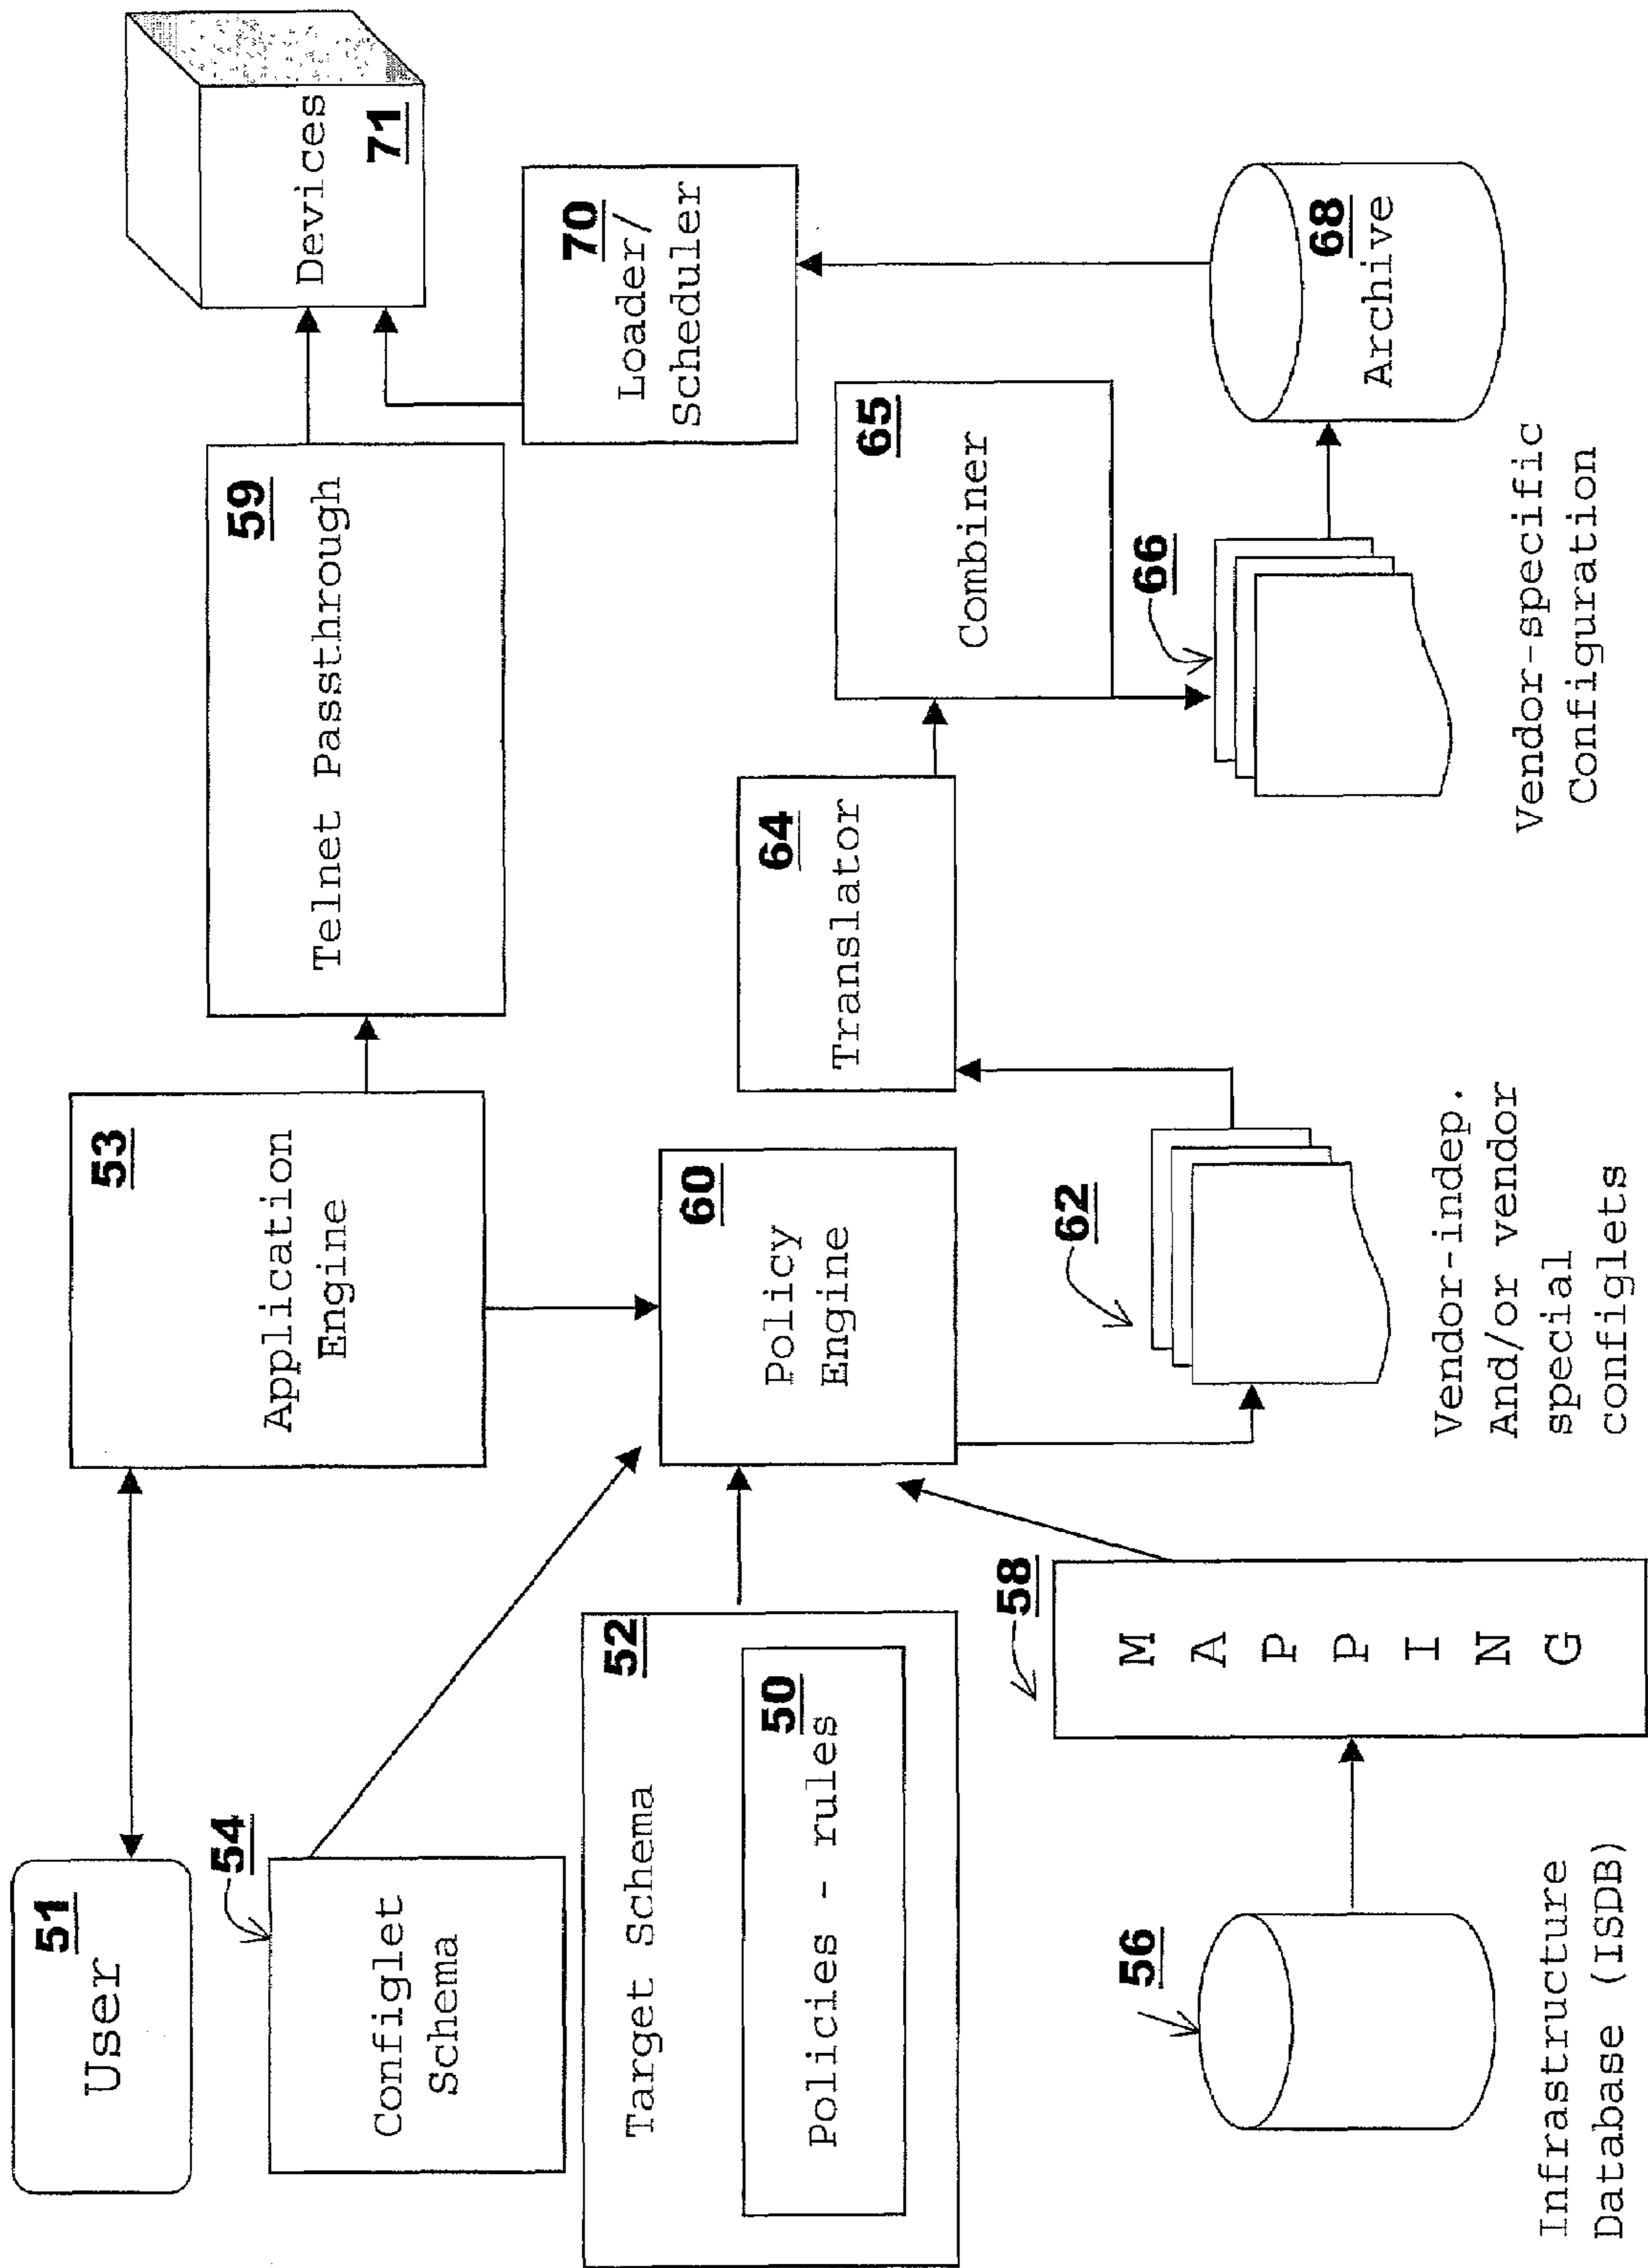 51
User
53
Application
Engine
59
Telnet Passthrough
Devices
71
54
Configlet
Schema
52
Target Schema
50
Policies - rules
60
Policy
Engine
64
Translator
65
Combiner
70
Loader/
Scheduler
56
Infrastructure
Database (ISDB)
58
M
A
P
P
I
N
G
62
Vendor-indep.
And/or vendor
special
configlets
66
Vendor-specific
Configuration
68
Archive